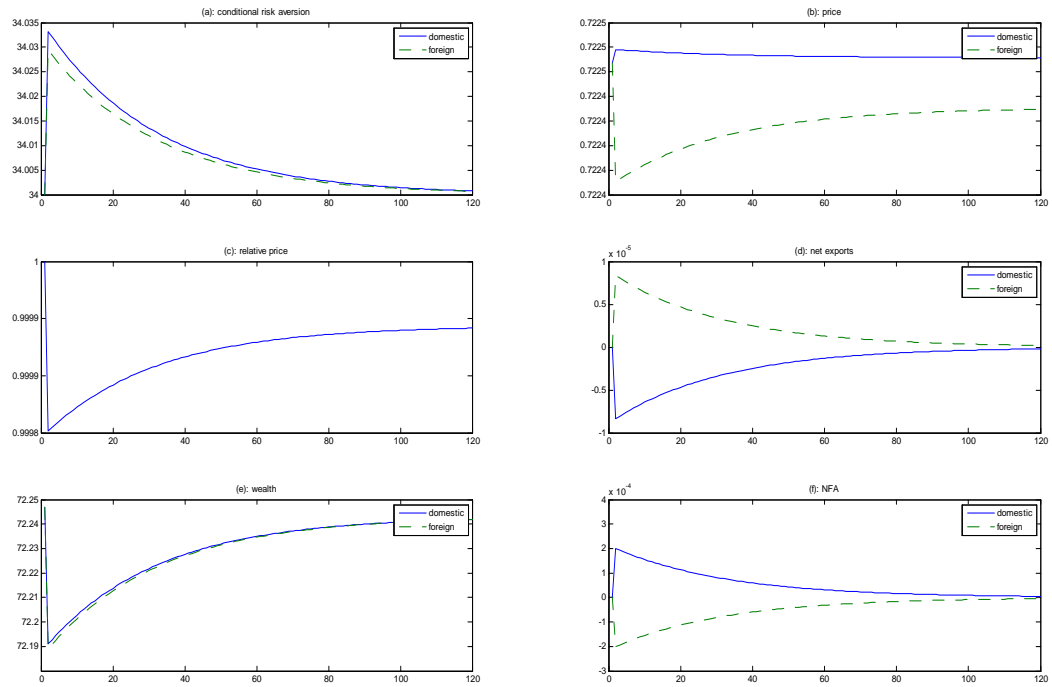 (a): conditional risk aversion
34.035
34.03
34.025
34.02
34.015
34.01
34.005
34
0 20 40 60 80 100 120
domestic
foreign
(b): price
0.7225
0.7225
0.7224
0.7224
0.7224
0.7224
0 20 40 60 80 100 120
domestic
foreign
(c): relative price
1
0.9999
0.9999
0.9998
0 20 40 60 80 100 120
(d): net exports
x 10^-5
1
0.5
0
-0.5
-1
0 20 40 60 80 100 120
domestic
foreign
(e): wealth
72.25
72.24
72.23
72.22
72.21
72.2
72.19
0 20 40 60 80 100 120
domestic
foreign
(f): NFA
x 10^-4
4
3
2
1
0
-1
-2
-3
0 20 40 60 80 100 120
domestic
foreign